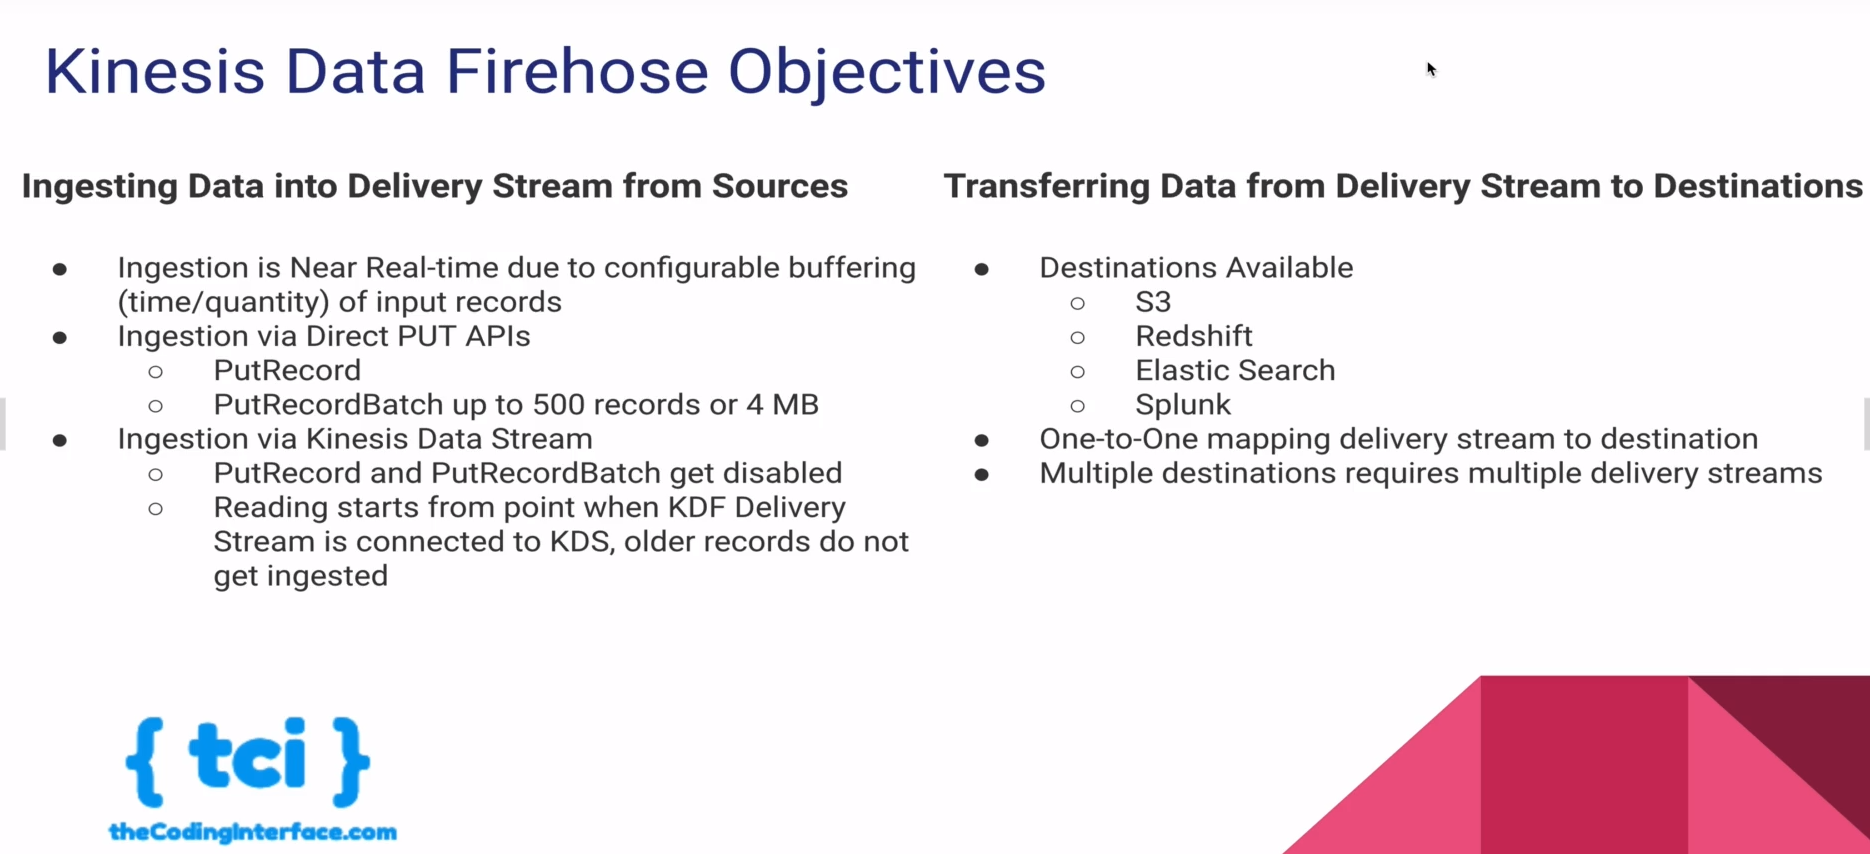 Kinesis Data Firehose Objectives
Ingesting Data into Delivery Stream from Sources
● Ingestion is Near Real-time due to configurable buffering
(time/quantity) of input records
● Ingestion via Direct PUT APIs
○ PutRecord
○ PutRecordBatch up to 500 records or 4 MB
● Ingestion via Kinesis Data Stream
○ PutRecord and PutRecordBatch get disabled
○ Reading starts from point when KDF Delivery
Stream is connected to KDS, older records do not
get ingested
Transferring Data from Delivery Stream to Destinations
● Destinations Available
○ S3
○ Redshift
○ Elastic Search
○ Splunk
● One-to-One mapping delivery stream to destination
● Multiple destinations requires multiple delivery streams
{ tci }
theCodingInterface.com